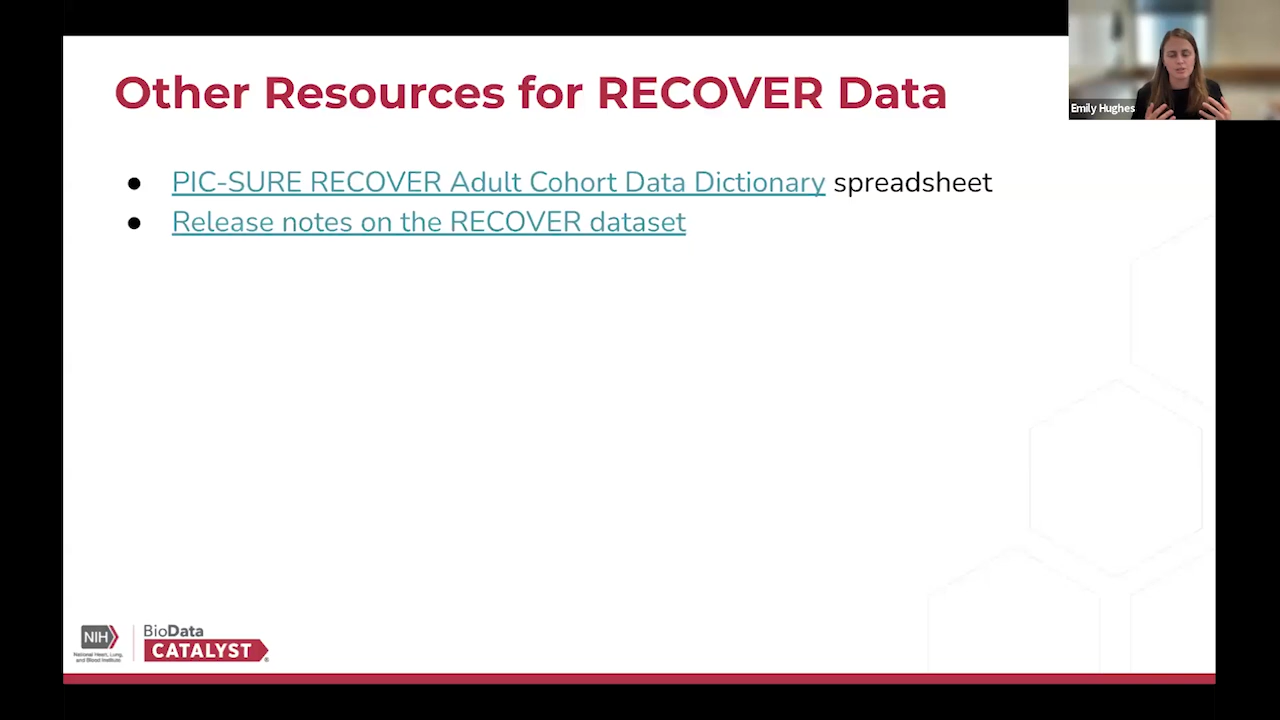 Other Resources for RECOVER Data
Emily Hughes
● PIC-SURE RECOVER Adult Cohort Data Dictionary spreadsheet
● Release notes on the RECOVER dataset
NIH
National Heart, Lung,
and Blood Institute
BioData
CATALYST®